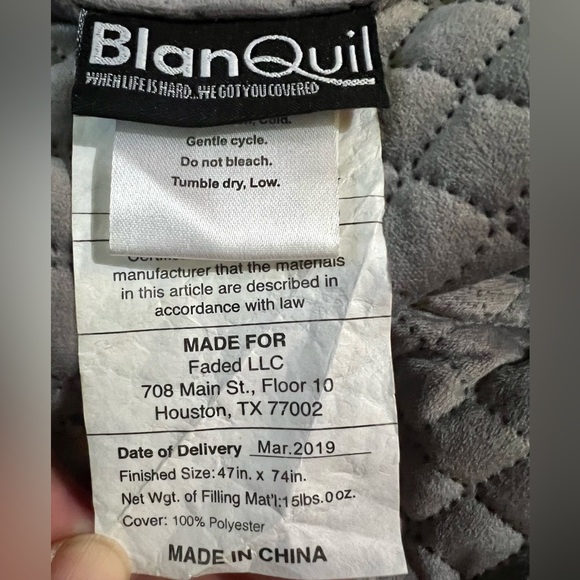 BlanQuil
WHEN LIFE IS HARD...WE GOT YOU COVERED
Cold.
Gentle cycle.
Do not bleach.
Tumble dry, Low.
manufacturer that the materials
in this article are described in
accordance with law
MADE FOR
Faded LLC
708 Main St., Floor 10
Houston, TX 77002
Date of Delivery Mar.2019
Finished Size: 47in. x 74in.
Net Wgt. of Filling Mat'l:15lbs.0oz.
Cover: 100% Polyester
MADE IN CHINA